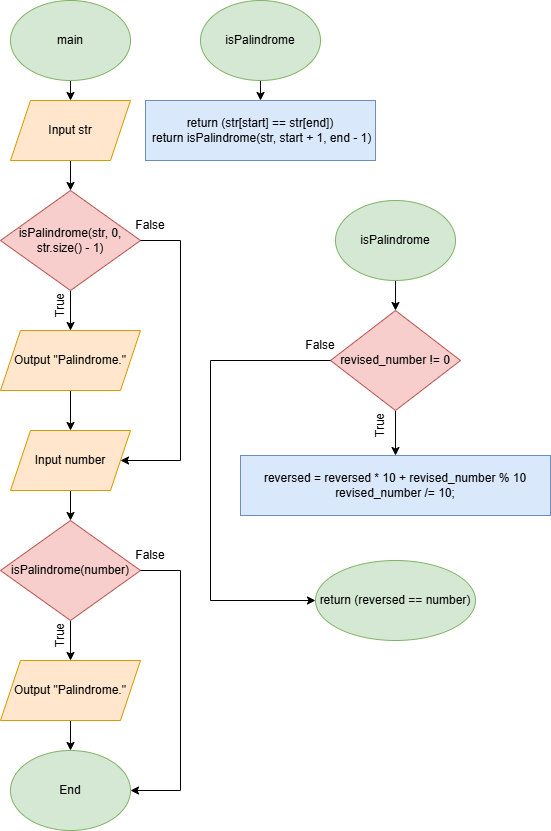 main
Input str
isPalindrome(str, 0,
str.size() - 1)
False
True
Output "Palindrome."
Input number
isPalindrome(number)
False
True
Output "Palindrome."
End
isPalindrome
return (str[start] == str[end])
return isPalindrome(str, start + 1, end - 1)
isPalindrome
revised_number != 0
False
True
reversed = reversed * 10 + revised_number % 10
revised_number /= 10;
return (reversed == number)